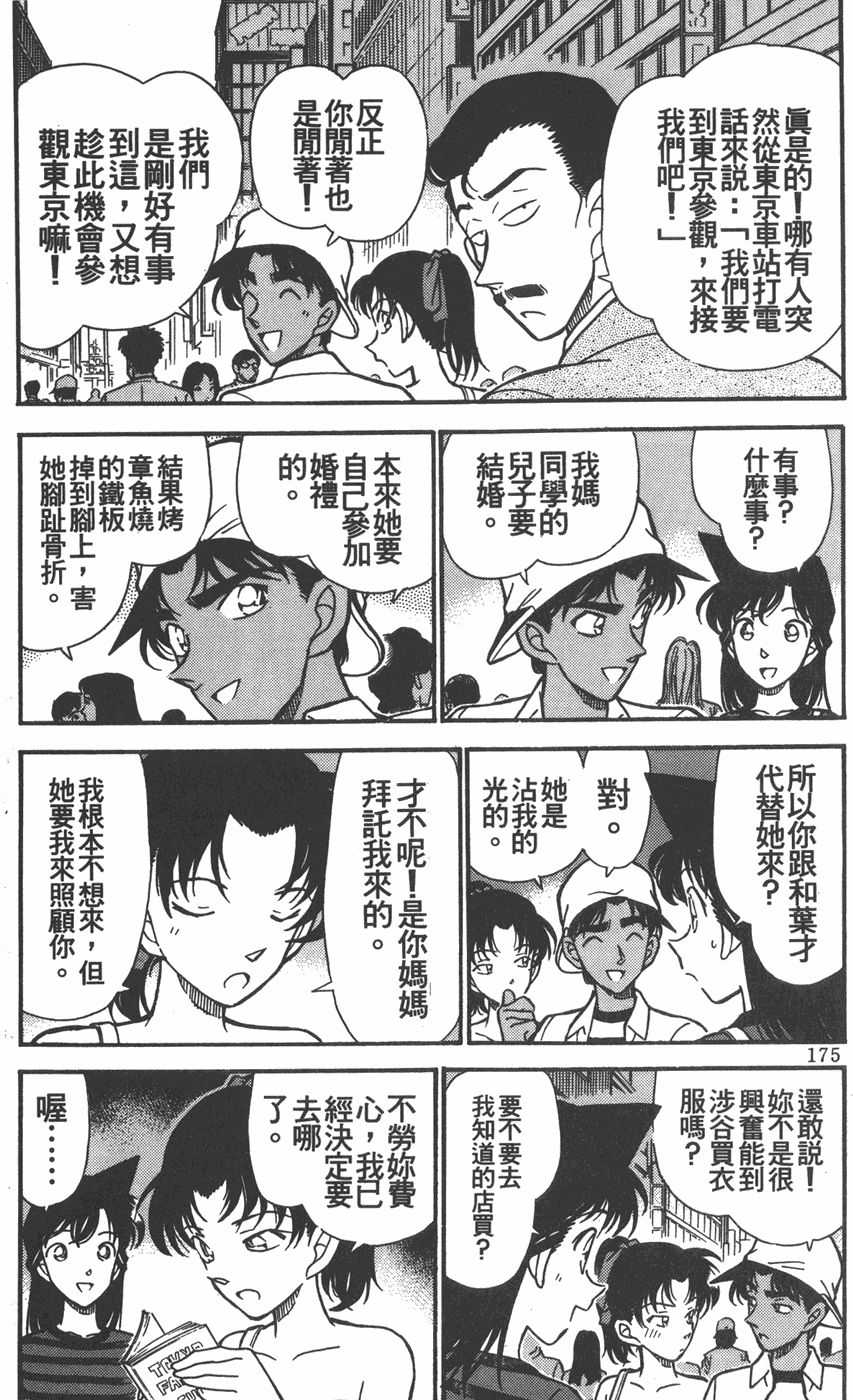 真是的！哪有人突
然從東京車站打電
話來說：「我們要
到東京參觀，來接
我們吧！」
反正
你閒著也
是閒著！
我們
是剛好有事
到這，又想
趁此機會參
觀東京嘛！
有事？
什麼事？
我媽
同學的
兒子要
結婚。
本來她要
自己參加
婚禮
的。
結果烤
章魚燒
的鐵板
掉到腳上，害
她腳趾骨折。
所以你跟和葉才
代替她來？
對。
她是
沾我的
光的。
才不呢！是你媽媽
拜託我來的。
我根本不想來，但
她要我來照顧你。
175
還敢說！
妳不是很
興奮能到
涉谷買衣
服嗎？
要不要去
我知道的店買？
不勞妳費
心，我已
經決定要
去哪
了。
喔……